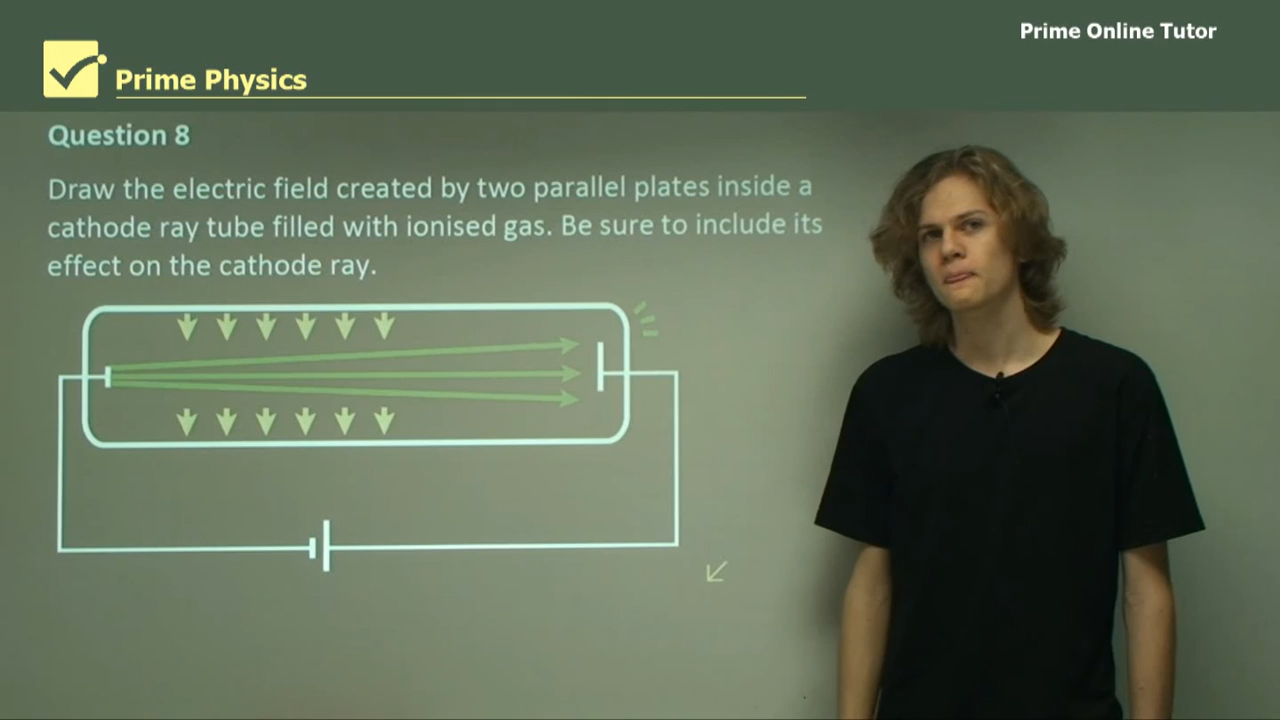 Prime Online Tutor
Prime Physics
Question 8
Draw the electric field created by two parallel plates inside a
cathode ray tube filled with ionised gas. Be sure to include its
effect on the cathode ray.